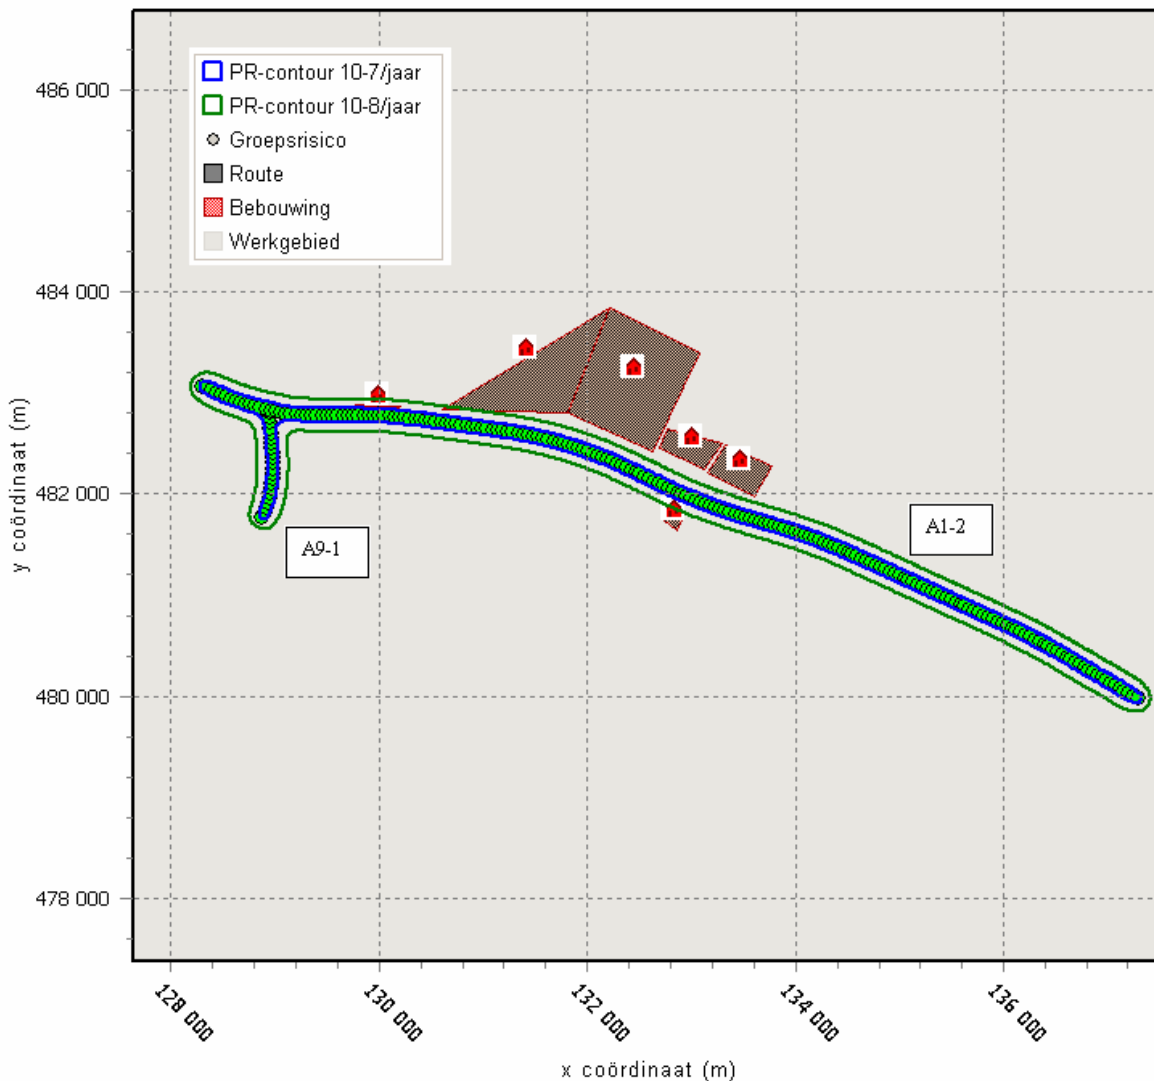 PR-contour 10-7/jaar
PR-contour 10-8/jaar
Groepsrisico
Route
Bebouwing
Werkgebied
486 000
484 000
482 000
480 000
478 000
y coördinaat (m)
A9-1
A1-2
128 000
130 000
132 000
134 000
136 000
x coördinaat (m)